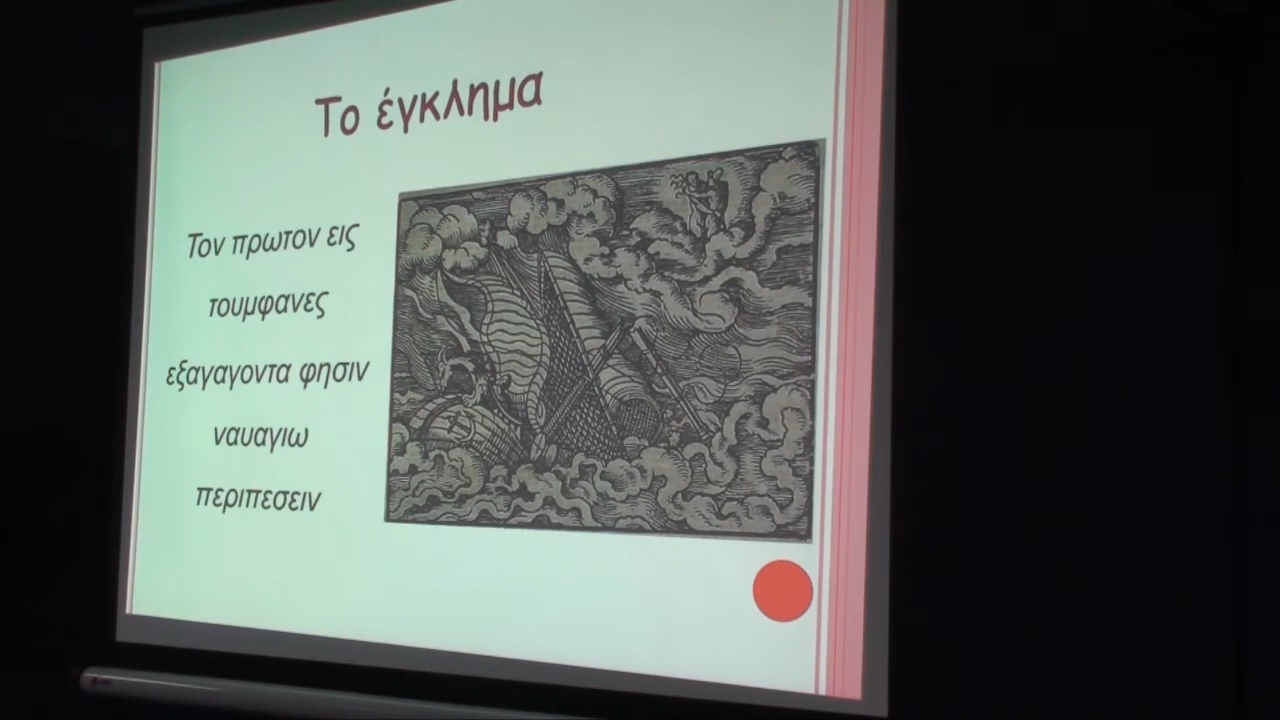 Το έγκλημα
Τον πρωτον εις
τουμφανες
εξαγαγοντα φησιν
ναυαγιω
περιπεσειν